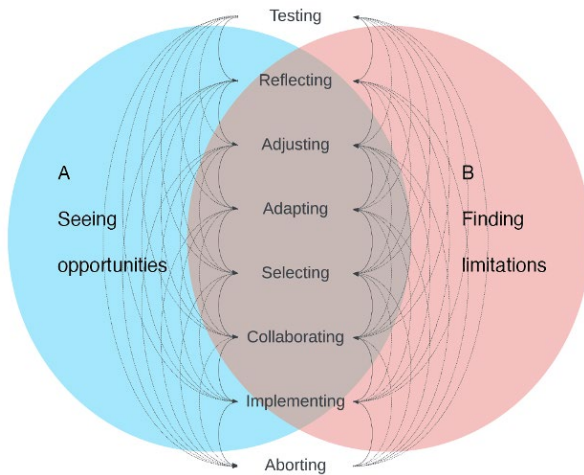 Testing
Reflecting
Adjusting
A
B
Adapting
Seeing
Finding
opportunities
limitations
Selecting
Collaborating
Implementing
Aborting